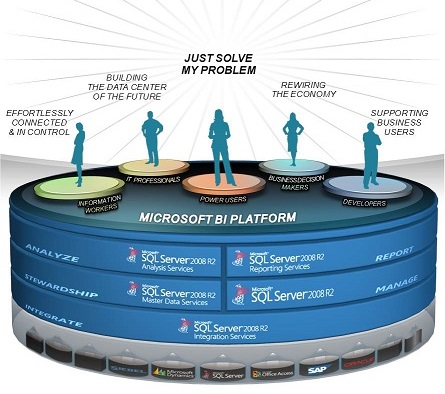 JUST SOLVE
MY PROBLEM
BUILDING
THE DATA CENTER
OF THE FUTURE
REWIRING
THE ECONOMY
EFFORTLESSLY
CONNECTED
& IN CONTROL
SUPPORTING
BUSINESS
USERS
INFORMATION
WORKERS
IT PROFESSIONALS
POWER USERS
BUSINESS DECISION
MAKERS
DEVELOPERS
MICROSOFT BI PLATFORM
ANALYZE
Microsoft
SQL Server 2008 R2
Analysis Services
Microsoft
SQL Server 2008 R2
Reporting Services
REPORT
STEWARDSHIP
Microsoft
SQL Server 2008 R2
Master Data Services
Microsoft
SQL Server 2008 R2
MANAGE
INTEGRATE
Microsoft
SQL Server 2008 R2
Integration Services
SIEBEL
Microsoft
Dynamics
SQL Server
Office Access
SAP
ORACLE